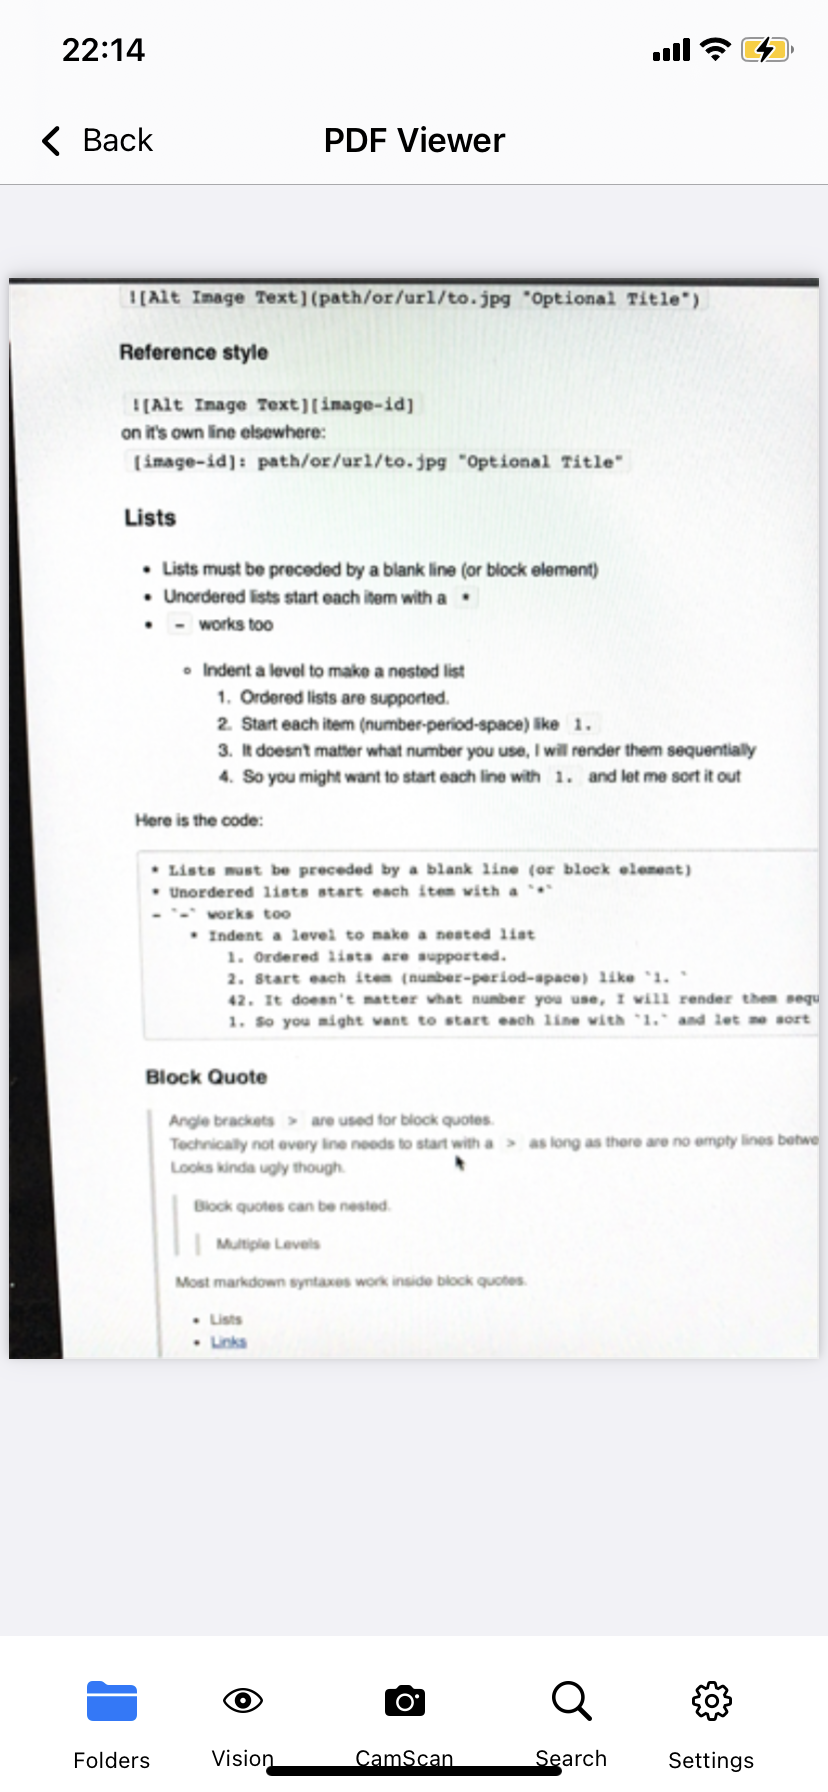 22:14
Back
PDF Viewer
![Alt Image Text](path/or/url/to.jpg "Optional Title")
Reference style
![Alt Image Text][image-id]
on it's own line elsewhere:
[image-id]: path/or/url/to.jpg "Optional Title"
Lists
• Lists must be preceded by a blank line (or block element)
• Unordered lists start each item with a *
• - works too
◦ Indent a level to make a nested list
1. Ordered lists are supported.
2. Start each item (number-period-space) like 1.
3. It doesn't matter what number you use, I will render them sequentially
4. So you might want to start each line with 1. and let me sort it out
Here is the code:
* Lists must be preceded by a blank line (or block element)
* Unordered lists start each item with a `*`
- `-` works too
* Indent a level to make a nested list
1. Ordered lists are supported.
2. Start each item (number-period-space) like `1. `
42. It doesn't matter what number you use, I will render them sequ
1. So you might want to start each line with `1.` and let me sort
Block Quote
Angle brackets > are used for block quotes.
Technically not every line needs to start with a > as long as there are no empty lines betwe
Looks kinda ugly though.
Block quotes can be nested.
Multiple Levels
Most markdown syntaxes work inside block quotes.
• Lists
• Links
Folders
Vision
CamScan
Search
Settings